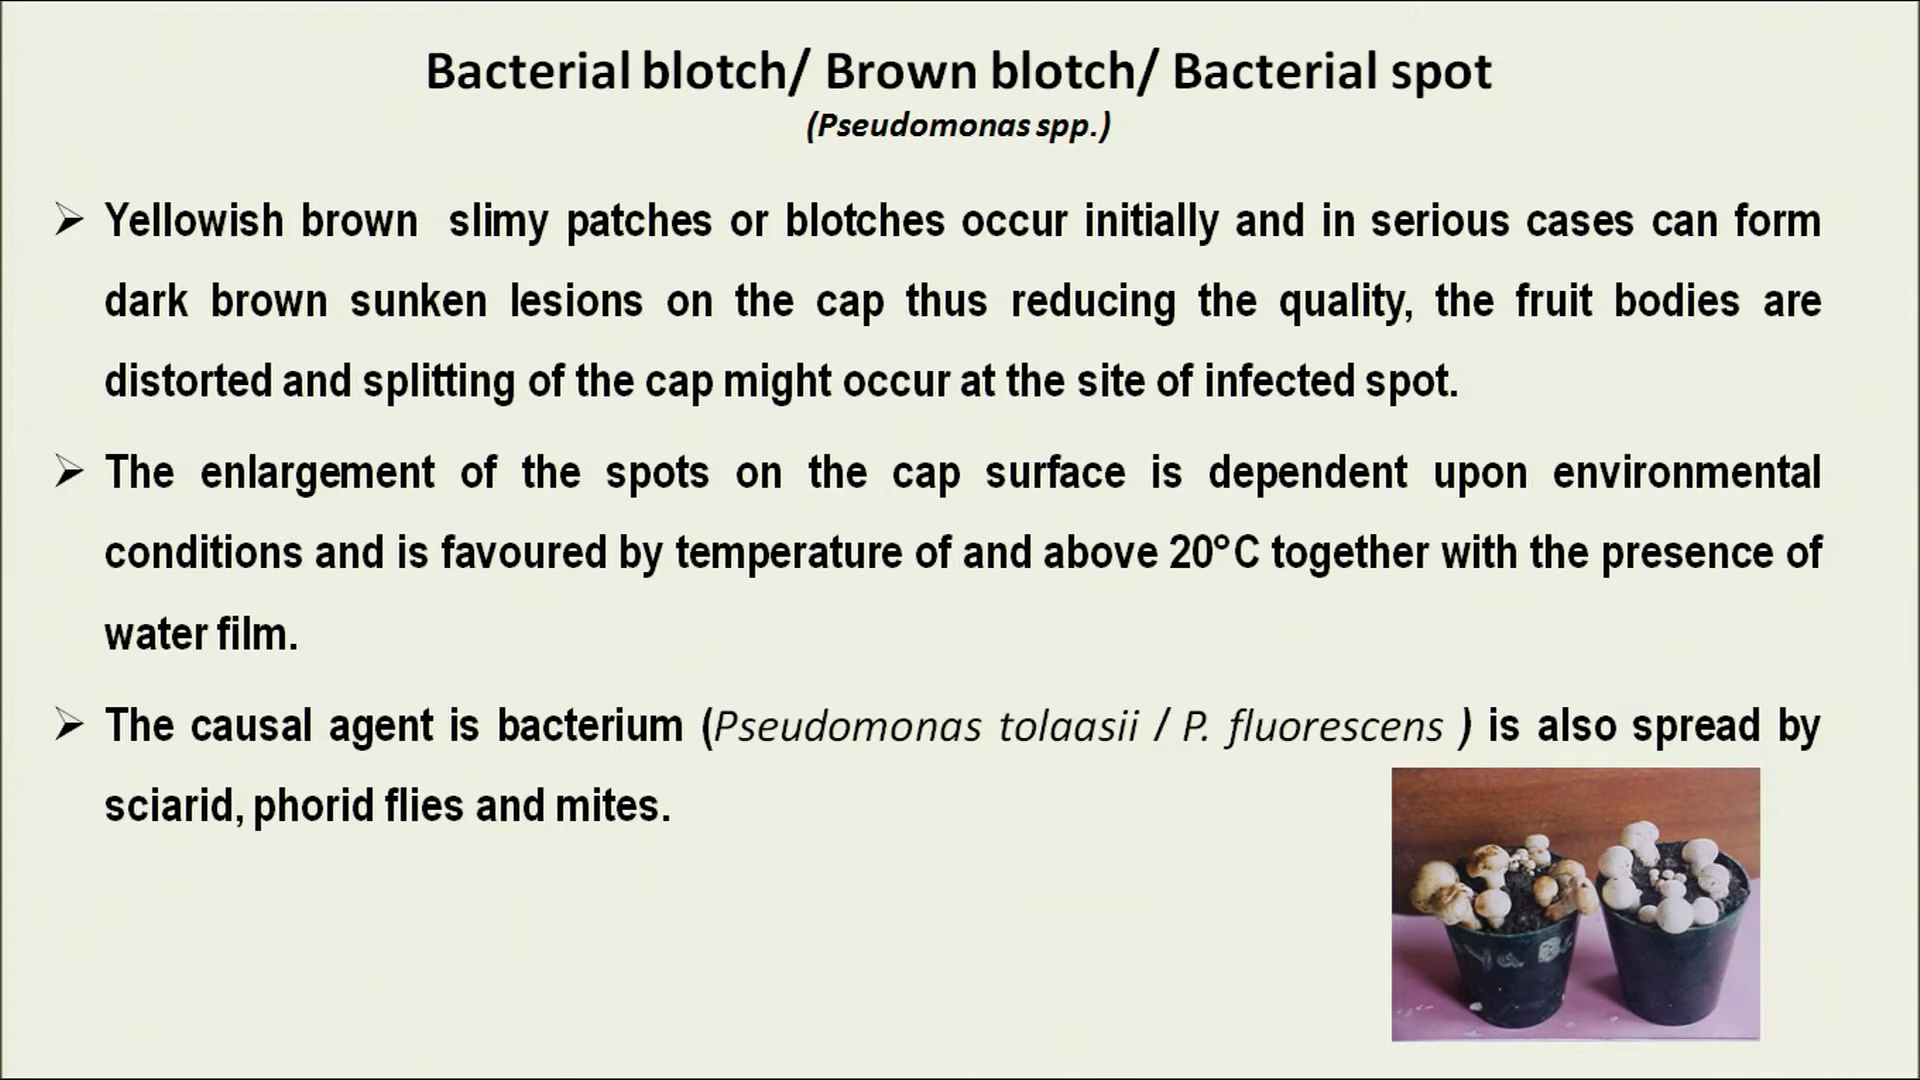 Bacterial blotch/ Brown blotch/ Bacterial spot
(Pseudomonas spp.)
➢ Yellowish brown slimy patches or blotches occur initially and in serious cases can form
dark brown sunken lesions on the cap thus reducing the quality, the fruit bodies are
distorted and splitting of the cap might occur at the site of infected spot.
➢ The enlargement of the spots on the cap surface is dependent upon environmental
conditions and is favoured by temperature of and above 20°C together with the presence of
water film.
➢ The causal agent is bacterium (Pseudomonas tolaasii / P. fluorescens ) is also spread by
sciarid, phorid flies and mites.